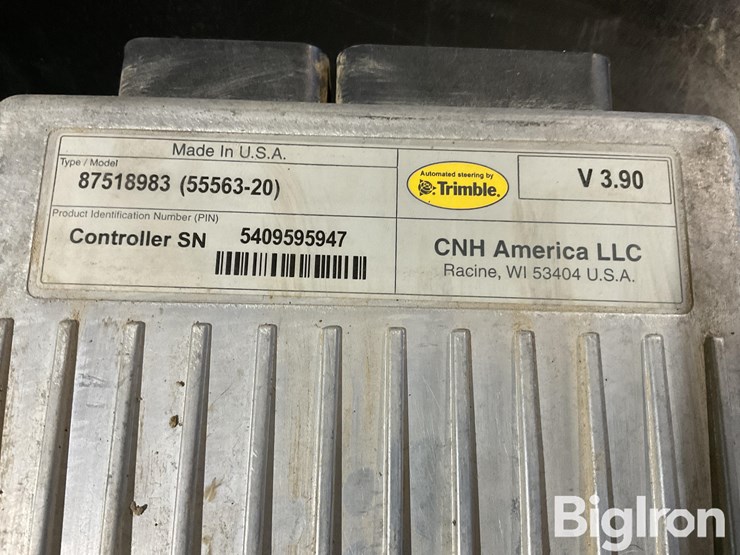 Made In U.S.A.
Type / Model
87518983 (55563-20)
Product Identification Number (PIN)
Controller SN 5409595947
Automated steering by
Trimble.
V 3.90
CNH America LLC
Racine, WI 53404 U.S.A.
BigIron